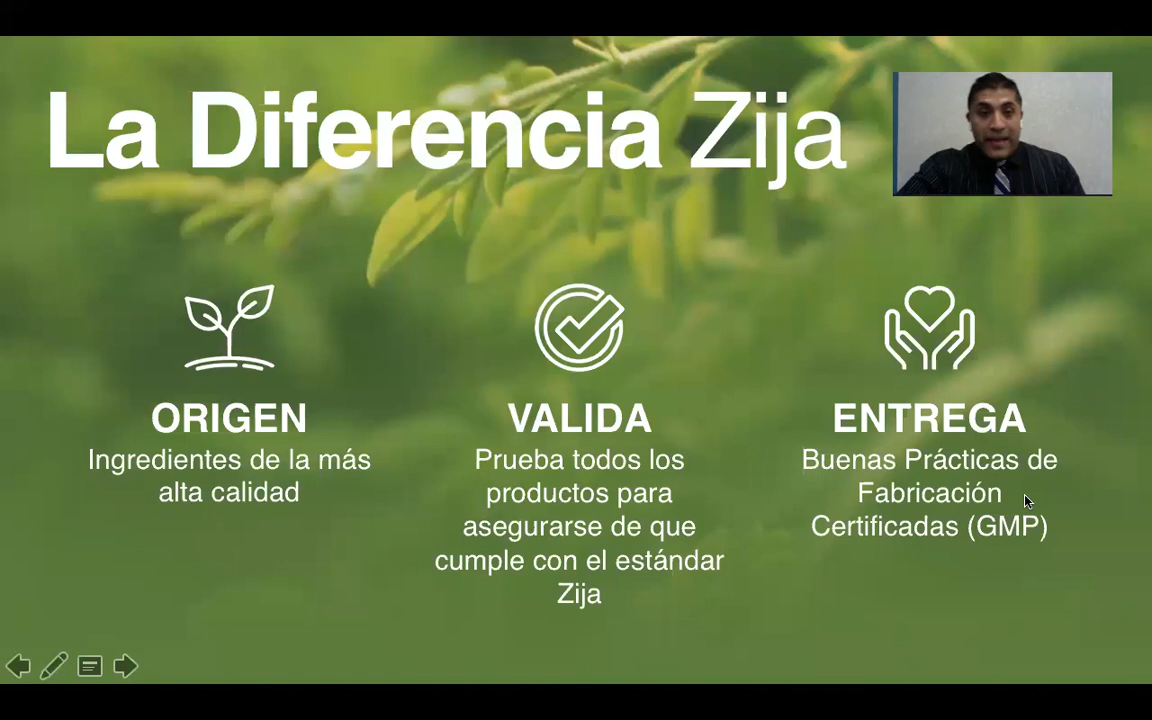 La Diferencia Zija
ORIGEN
Ingredientes de la más
alta calidad
VALIDA
Prueba todos los
productos para
asegurarse de que
cumple con el estándar
Zija
ENTREGA
Buenas Prácticas de
Fabricación
Certificadas (GMP)